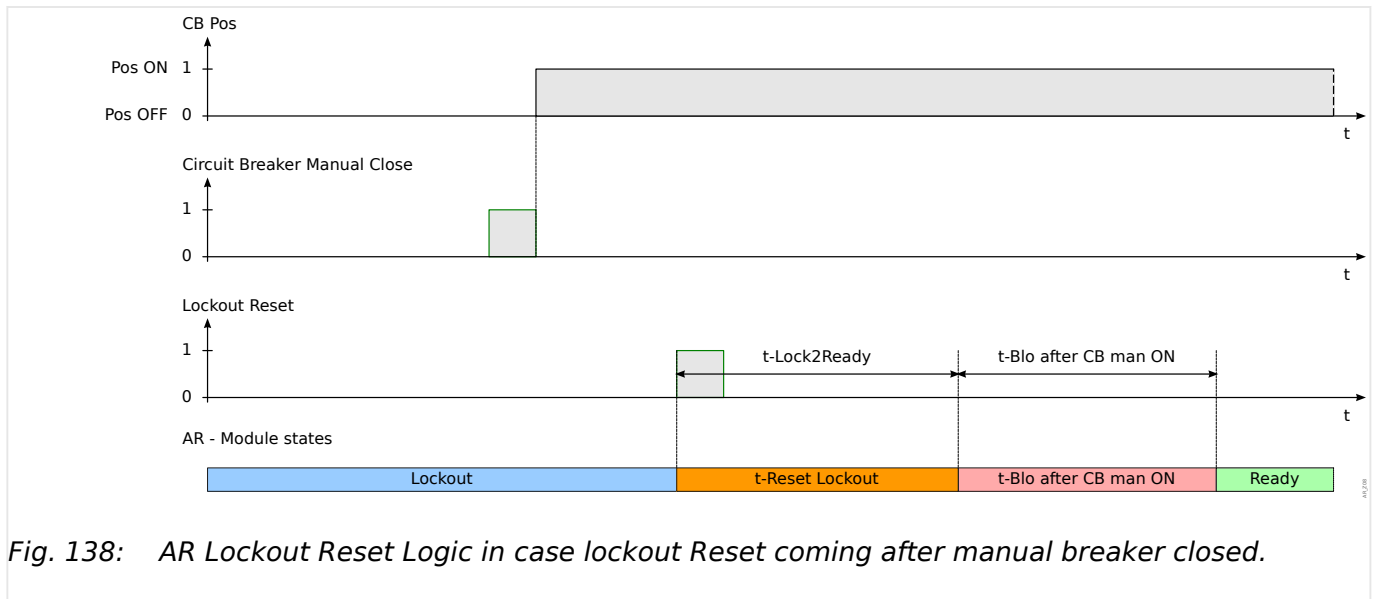 CB Pos
Pos ON 1
Pos OFF 0
t
Circuit Breaker Manual Close
1
0
t
Lockout Reset
1
t-Lock2Ready t-Blo after CB man ON
0
t
AR - Module states
Lockout t-Reset Lockout t-Blo after CB man ON Ready
Fig. 138: AR Lockout Reset Logic in case lockout Reset coming after manual breaker closed.